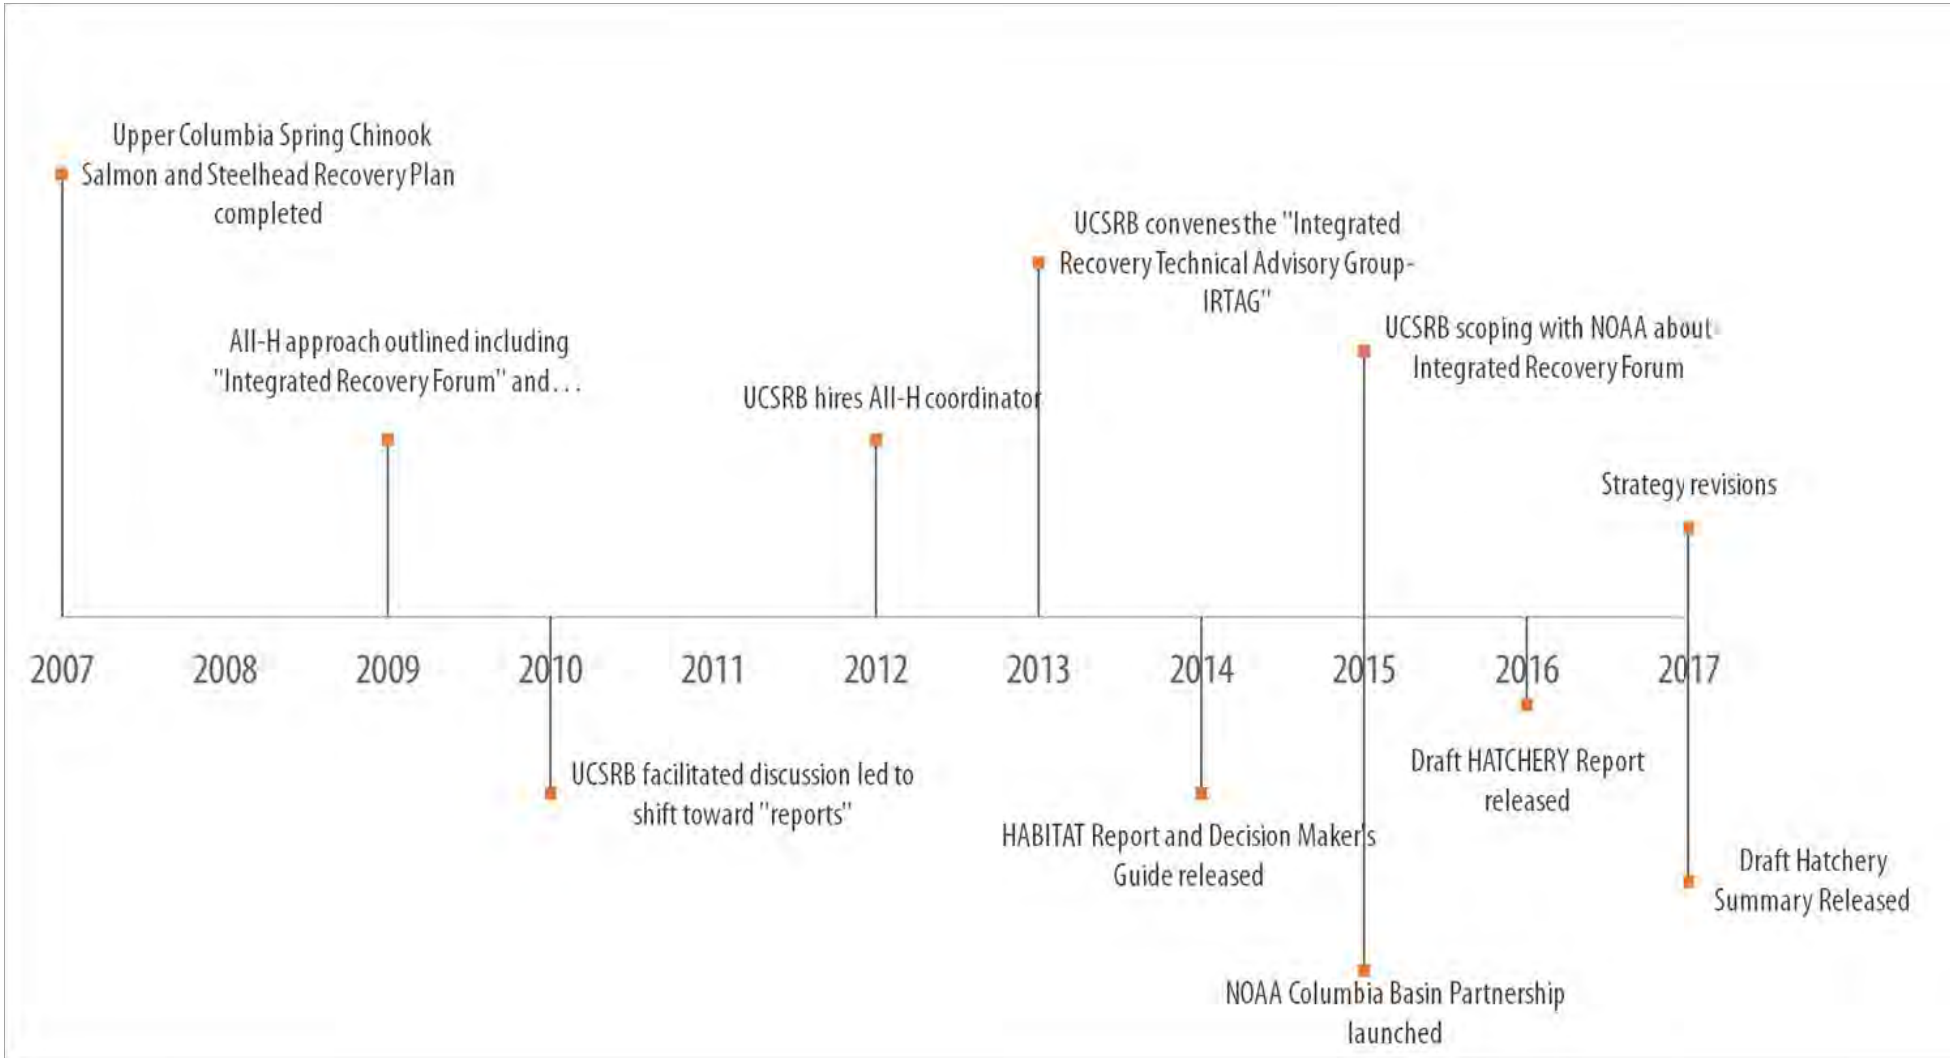 Upper Columbia Spring Chinook
Salmon and Steelhead Recovery Plan
completed
All-H approach outlined including
"Integrated Recovery Forum" and...
UCSRB hires All-H coordinator
UCSRB convenes the "Integrated
Recovery Technical Advisory Group-
IRTAG"
UCSRB scoping with NOAA about
Integrated Recovery Forum
Strategy revisions
2007 2008 2009 2010 2011 2012 2013 2014 2015 2016 2017
UCSRB facilitated discussion led to
shift toward "reports"
HABITAT Report and Decision Maker's
Guide released
NOAA Columbia Basin Partnership
launched
Draft HATCHERY Report
released
Draft Hatchery
Summary Released